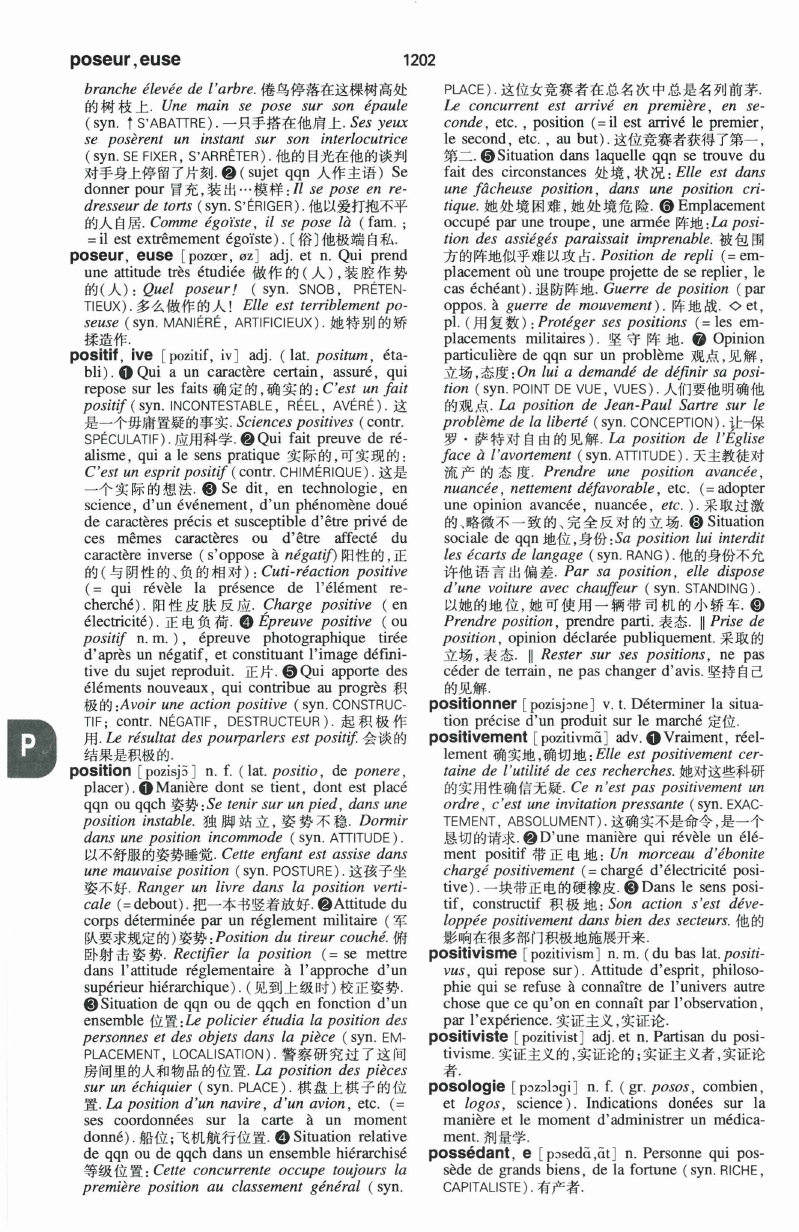 poseur,euse
1202
branche élevée de l'arbre. 倦鸟停落在这棵树高处
的树枝上. Une main se pose sur son épaule
(syn. ↑ S'ABATTRE). 一只手搭在他肩上. Ses yeux
se posèrent un instant sur son interlocutrice
(syn. SE FIXER, S'ARRÊTER). 他的目光在他的谈判
对手身上停留了片刻. ❷ (sujet qqn 人作主语) Se
donner pour 冒充,装出…模样: Il se pose en re-
dresseur de torts (syn. S'ÉRIGER). 他以爱打抱不平
的人自居. Comme égoïste, il se pose là (fam. ;
=il est extrêmement égoïste). 〔俗〕他极端自私.
poseur, euse [pozœr, øz] adj. et n. Qui prend
une attitude très étudiée 做作的(人),装腔作势
的(人): Quel poseur! (syn. SNOB, PRÉTEN-
TIEUX). 多么做作的人! Elle est terriblement po-
seuse (syn. MANIÉRÉ, ARTIFICIEUX). 她特别的矫
揉造作.
positif, ive [pozitif, iv] adj. (lat. positum, éta-
bli). ❶ Qui a un caractère certain, assuré, qui
repose sur les faits 确定的,确实的: C'est un fait
positif (syn. INCONTESTABLE, RÉEL, AVÉRÉ). 这
是一个毋庸置疑的事实. Sciences positives (contr.
SPÉCULATIF). 应用科学. ❷ Qui fait preuve de ré-
alisme, qui a le sens pratique 实际的,可实现的:
C'est un esprit positif (contr. CHIMÉRIQUE). 这是
一个实际的想法. ❸ Se dit, en technologie, en
science, d'un événement, d'un phénomène doué
de caractères précis et susceptible d'être privé de
ces mêmes caractères ou d'être affecté du
caractère inverse (s'oppose à négatif) 阳性的,正
的(与阴性的、负的相对): Cuti-réaction positive
(= qui révèle la présence de l'élément re-
cherché). 阳性皮肤反应. Charge positive (en
électricité). 正电负荷. ❹ Épreuve positive (ou
positif n. m.), épreuve photographique tirée
d'après un négatif, et constituant l'image défini-
tive du sujet reproduit. 正片. ❺ Qui apporte des
éléments nouveaux, qui contribue au progrès 积
极的: Avoir une action positive (syn. CONSTRUC-
TIF; contr. NÉGATIF, DESTRUCTEUR). 起积极作
用. Le résultat des pourparlers est positif. 会谈的
结果是积极的.
position [pozisjɔ̃] n. f. (lat. positio, de ponere,
placer). ❶ Manière dont se tient, dont est placé
qqn ou qqch 姿势: Se tenir sur un pied, dans une
position instable. 独脚站立,姿势不稳. Dormir
dans une position incommode (syn. ATTITUDE).
以不舒服的姿势睡觉. Cette enfant est assise dans
une mauvaise position (syn. POSTURE). 这孩子坐
姿不好. Ranger un livre dans la position verti-
cale (=debout). 把一本书竖着放好. ❷ Attitude du
corps déterminée par un réglement militaire (军
队要求规定的)姿势: Position du tireur couché. 俯
卧射击姿势. Rectifier la position (= se mettre
dans l'attitude réglementaire à l'approche d'un
supérieur hiérarchique). (见到上级时)校正姿势.
❸ Situation de qqn ou de qqch en fonction d'un
ensemble 位置: Le policier étudia la position des
personnes et des objets dans la pièce (syn. EM-
PLACEMENT, LOCALISATION). 警察研究过了这间
房间里的人和物品的位置. La position des pièces
sur un échiquier (syn. PLACE). 棋盘上棋子的位
置. La position d'un navire, d'un avion, etc. (=
ses coordonnées sur la carte à un moment
donné). 船位;飞机航行位置. ❹ Situation relative
de qqn ou de qqch dans un ensemble hiérarchisé
等级位置: Cette concurrente occupe toujours la
première position au classement général (syn.
PLACE). 这位女竞赛者在总名次中总是名列前茅.
Le concurrent est arrivé en première, en se-
conde, etc. , position (=il est arrivé le premier,
le second, etc. , au but). 这位竞赛者获得了第一,
第二. ❺ Situation dans laquelle qqn se trouve du
fait des circonstances 处境,状况: Elle est dans
une fâcheuse position, dans une position cri-
tique. 她处境困难,她处境危险. ❻ Emplacement
occupé par une troupe, une armée 阵地: La posi-
tion des assiégés paraissait imprenable. 被包围
方的阵地似乎难以攻占. Position de repli (= em-
placement où une troupe projette de se replier, le
cas échéant). 退防阵地. Guerre de position (par
oppos. à guerre de mouvement). 阵地战. ◇ et,
pl. (用复数): Protéger ses positions (= les em-
placements militaires). 坚守阵地. ❼ Opinion
particulière de qqn sur un problème 观点,见解,
立场,态度: On lui a demandé de définir sa posi-
tion (syn. POINT DE VUE, VUES). 人们要他明确他
的观点. La position de Jean-Paul Sartre sur le
problème de la liberté (syn. CONCEPTION). 让-保
罗·萨特对自由的见解. La position de l'Église
face à l'avortement (syn. ATTITUDE). 天主教徒对
流产的态度. Prendre une position avancée,
nuancée, nettement défavorable, etc. (= adopter
une opinion avancée, nuancée, etc. ). 采取过激
的、略微不一致的、完全反对的立场. ❽ Situation
sociale de qqn 地位,身份: Sa position lui interdit
les écarts de langage (syn. RANG). 他的身份不允
许他语言出偏差. Par sa position, elle dispose
d'une voiture avec chauffeur (syn. STANDING).
以她的地位,她可使用一辆带司机的小轿车. ❾
Prendre position, prendre parti. 表态. ‖ Prise de
position, opinion déclarée publiquement. 采取的
立场,表态. ‖ Rester sur ses positions, ne pas
céder de terrain, ne pas changer d'avis. 坚持自己
的见解.
positionner [pozisjɔne] v. t. Déterminer la situa-
tion précise d'un produit sur le marché 定位.
positivement [pozitivmɑ̃] adv. ❶ Vraiment, réel-
lement 确实地,确切地: Elle est positivement cer-
taine de l'utilité de ces recherches. 她对这些科研
的实用性确信无疑. Ce n'est pas positivement un
ordre, c'est une invitation pressante (syn. EXAC-
TEMENT, ABSOLUMENT). 这确实不是命令,是一个
恳切的请求. ❷ D'une manière qui révèle un élé-
ment positif 带正电地: Un morceau d'ébonite
chargé positivement (= chargé d'électricité posi-
tive). 一块带正电的硬橡皮. ❸ Dans le sens posi-
tif, constructif 积极地: Son action s'est déve-
loppée positivement dans bien des secteurs. 他的
影响在很多部门积极地施展开来.
positivisme [pozitivism] n. m. (du bas lat. positi-
vus, qui repose sur). Attitude d'esprit, philoso-
phie qui se refuse à connaître de l'univers autre
chose que ce qu'on en connaît par l'observation,
par l'expérience. 实证主义,实证论.
positiviste [pozitivist] adj. et n. Partisan du posi-
tivisme. 实证主义的,实证论的;实证主义者,实证论
者.
posologie [pɔzɔlɔgi] n. f. (gr. posos, combien,
et logos, science). Indications donées sur la
manière et le moment d'administrer un médica-
ment. 剂量学.
possédant, e [pɔsedɑ̃,ɑ̃t] n. Personne qui pos-
sède de grands biens, de la fortune (syn. RICHE,
CAPITALISTE). 有产者.
P